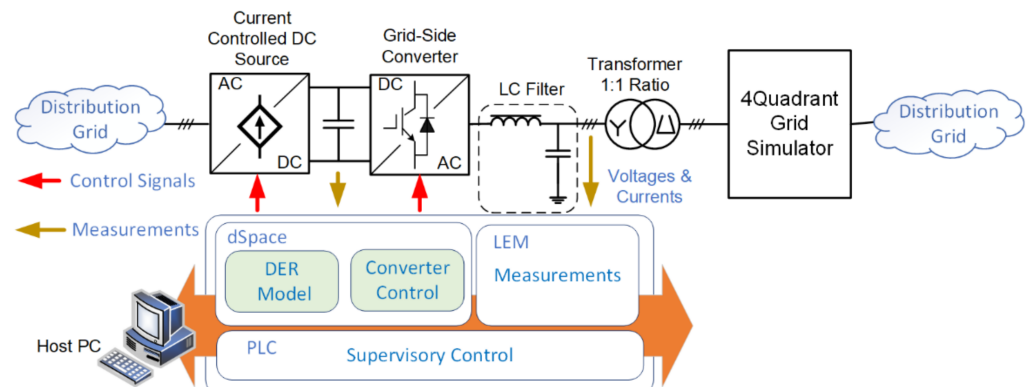 Current
Controlled DC
Source
Grid-Side
Converter
Transformer
1:1 Ratio
LC Filter
AC
DC
DC
AC
Distribution
Grid
4Quadrant
Grid
Simulator
Distribution
Grid
Control Signals
Measurements
Voltages &
Currents
dSpace
DER
Model
Converter
Control
LEM
Measurements
Host PC
PLC
Supervisory Control